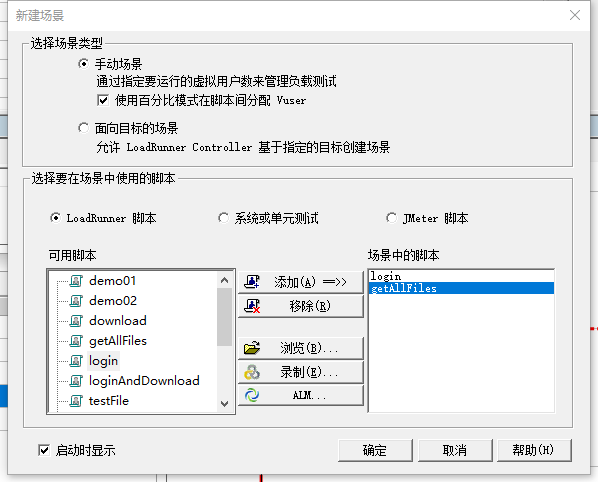 新建场景
选择场景类型
手动场景
通过指定要运行的虚拟用户数来管理负载测试
使用百分比模式在脚本间分配 Vuser
面向目标的场景
允许 LoadRunner Controller 基于指定的目标创建场景
选择要在场景中使用的脚本
LoadRunner 脚本
系统或单元测试
JMeter 脚本
可用脚本
场景中的脚本
demo01
demo02
download
getAllFiles
login
loginAndDownload
testFile
添加(A) ==>>
移除(R)
浏览(B)...
录制(E)...
ALM...
login
getAllFiles
启动时显示
确定
取消
帮助(H)